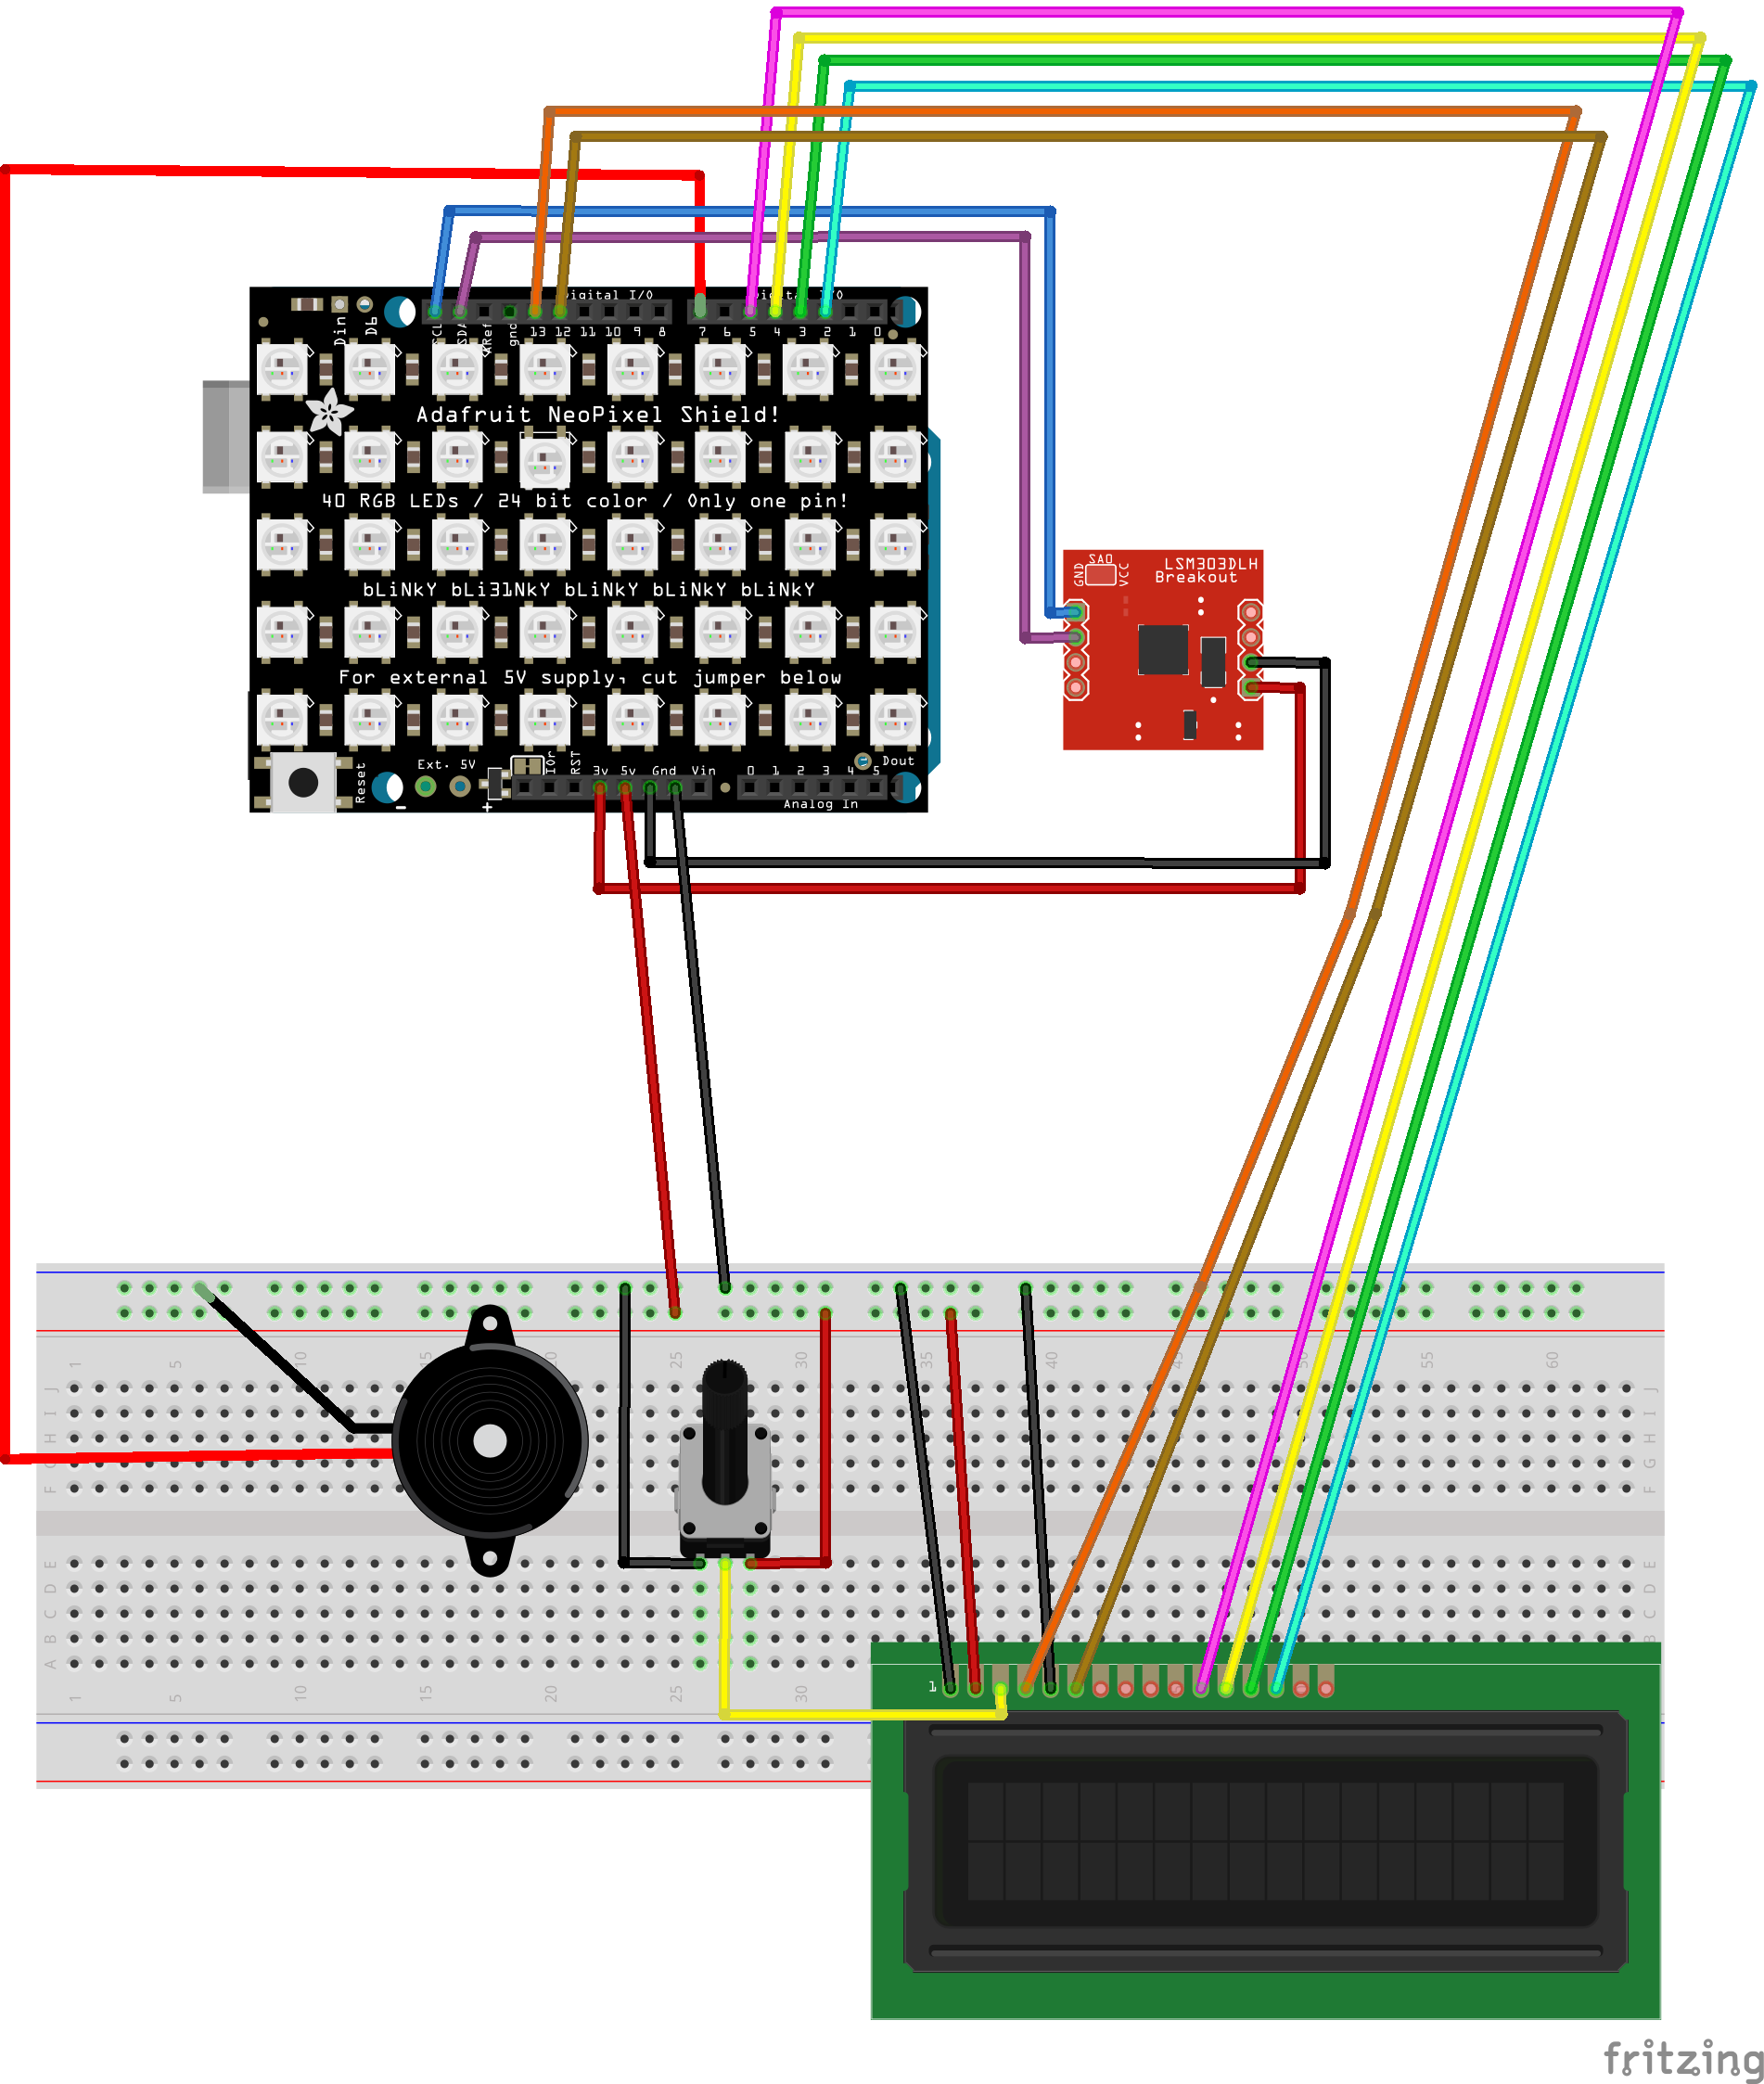 Digital I/O
Digital I/O
Din
D6
SCL
SDA
ARef
gnd
13 12 11 10 9 8
7 6 5 4 3 2 1 0
Adafruit NeoPixel Shield!
40 RGB LEDs / 24 bit color / Only one pin!
bLiNkY bLi31NkY bLiNkY bLiNkY bLiNkY
For external 5V supply, cut jumper below
Reset
Ext. 5V
-
+
IOr
RST
3v 5v Gnd Vin
0 1 2 3 4 5
Dout
Analog In
GND
SA0
VCC
LSM303DLH
Breakout
1 5 10 15 20 25 30 35 40 45 50 55 60
J J
I I
H H
G G
F F
E E
D D
C C
B B
A
1 5 10 15 20 25 30
1
fritzing